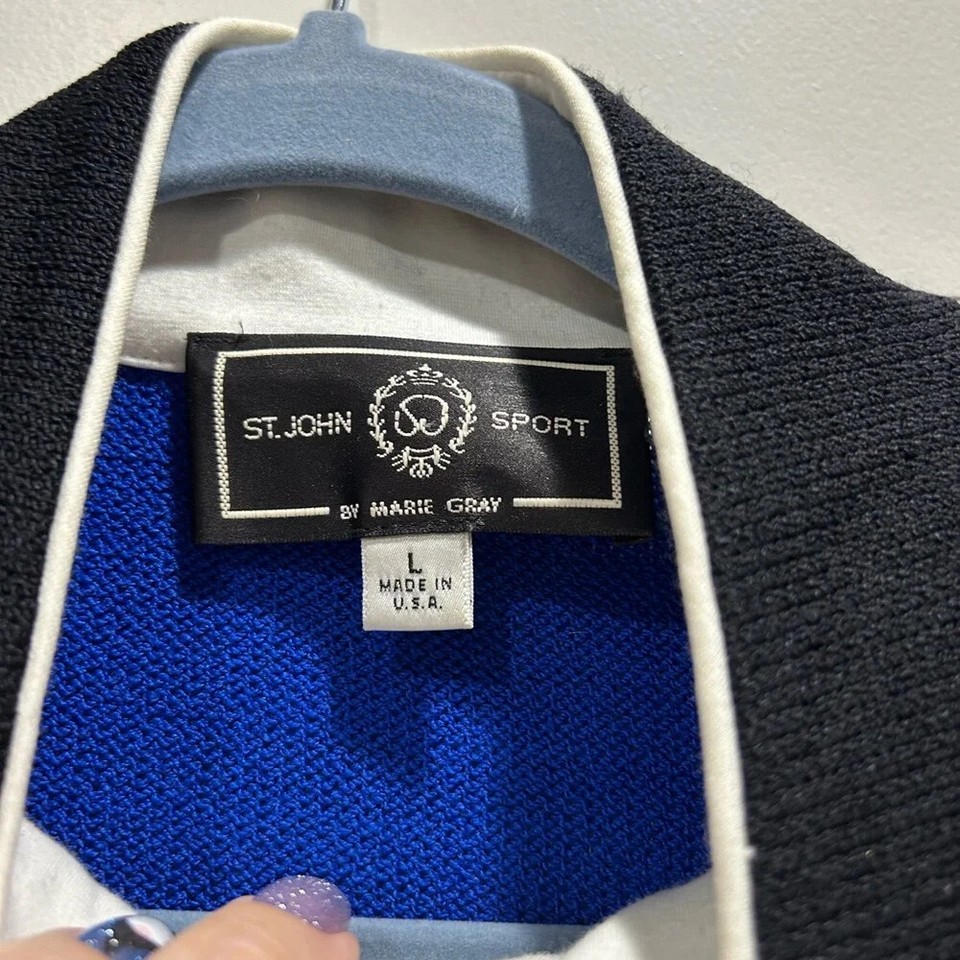 ST. JOHN SJ SPORT
BY MARIE GRAY
L
MADE IN
U.S.A.